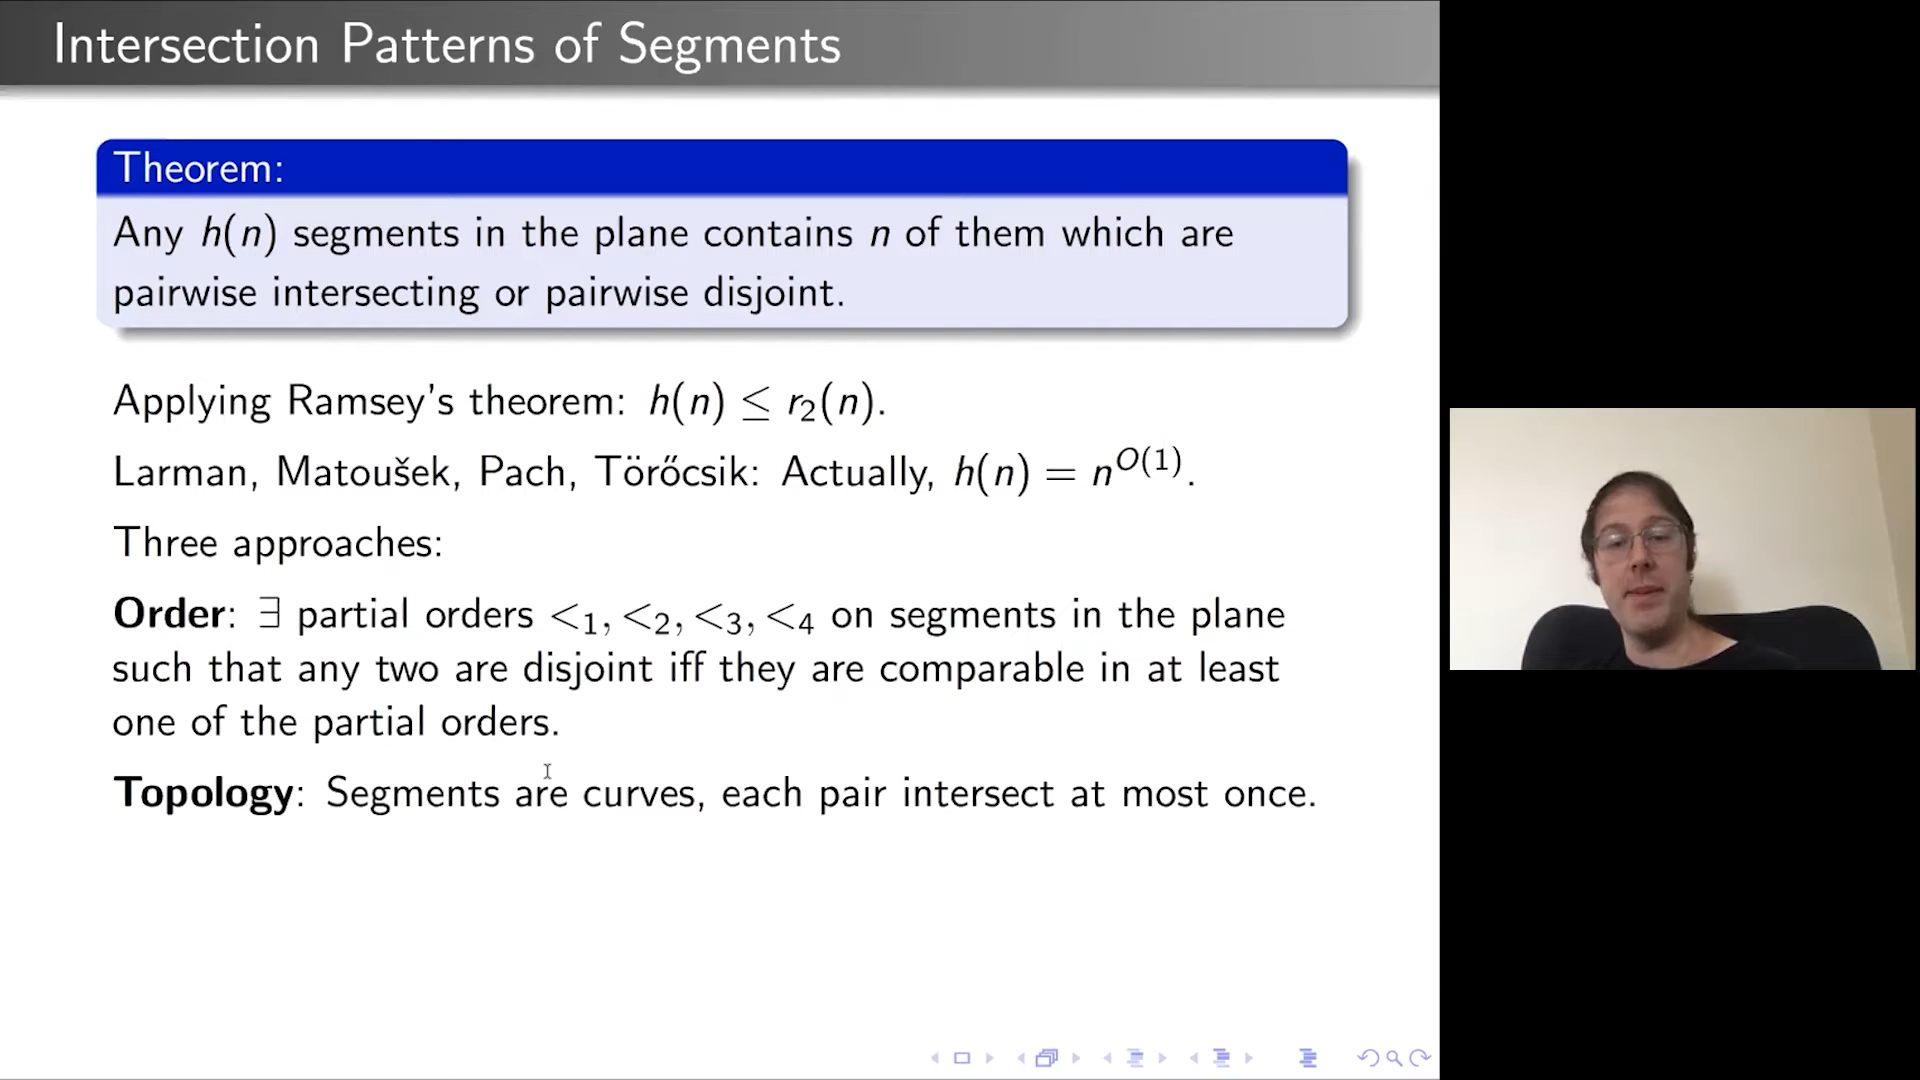 Intersection Patterns of Segments
Theorem:
Any h(n) segments in the plane contains n of them which are
pairwise intersecting or pairwise disjoint.
Applying Ramsey's theorem: h(n) ≤ r₂(n).
Larman, Matoušek, Pach, Törőcsik: Actually, h(n) = n^{O(1)}.
Three approaches:
Order: ∃ partial orders <₁, <₂, <₃, <₄ on segments in the plane
such that any two are disjoint iff they are comparable in at least
one of the partial orders.
Topology: Segments are curves, each pair intersect at most once.